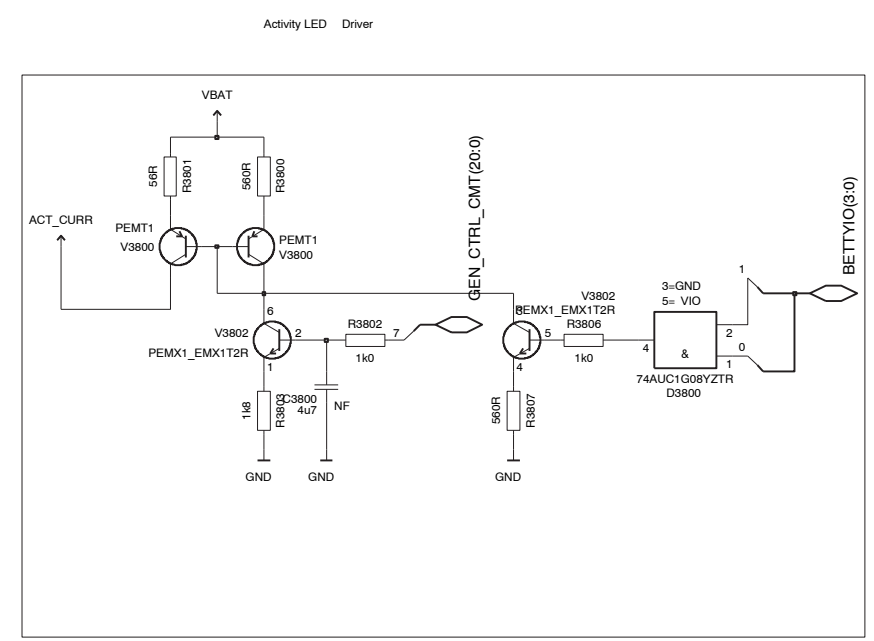 Activity LED Driver
VBAT
56R
R3801
560R
R3800
ACT_CURR
PEMT1
V3800
PEMT1
V3800
GEN_CTRL_CMT(20:0)
BETTYIO(3:0)
6
V3802
PEMX1_EMX1T2R
2
1
R3802
1k0
7
V3802
PEMX1_EMX1T2R
3
R3806
5
1k0
4
3=GND
5= VIO
4
&
1
2
0
1
74AUC1G08YZTR
D3800
1k8
R3803
C3800
4u7
NF
560R
R3807
GND
GND
GND